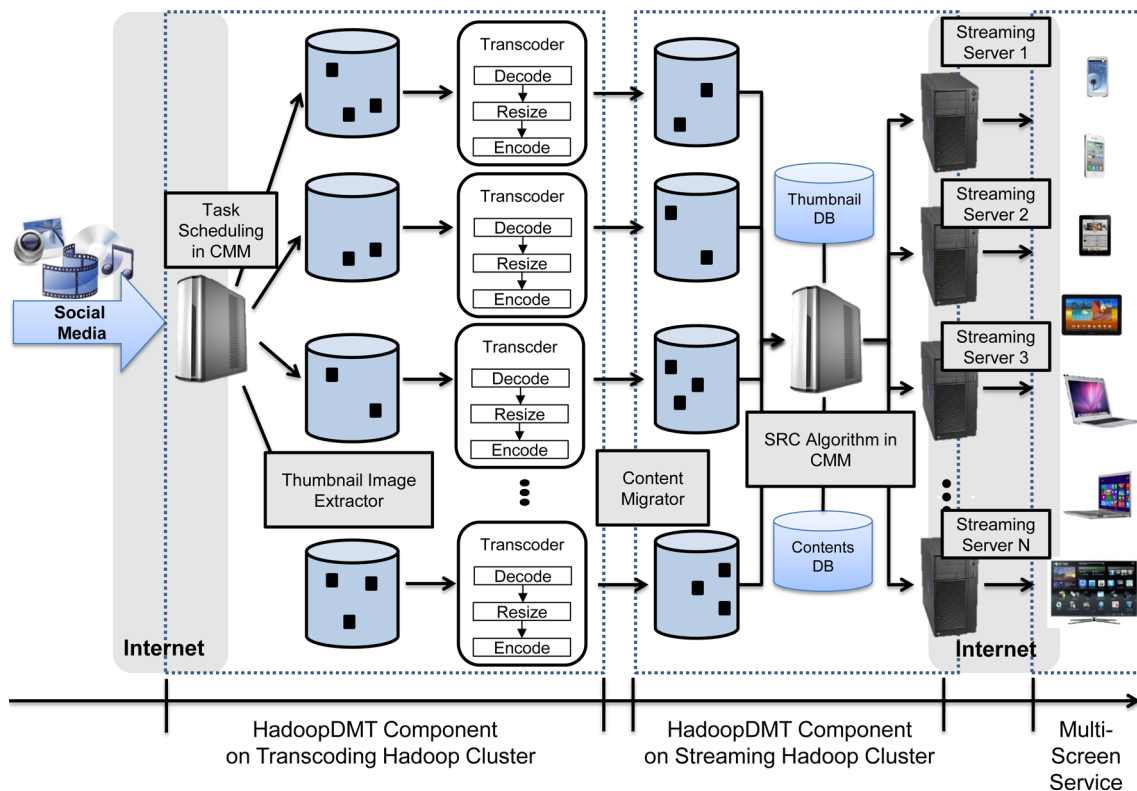 Social
Media
Internet
Task
Scheduling
in CMM
Thumbnail Image
Extractor
Transcoder
Decode
Resize
Encode
Transcoder
Decode
Resize
Encode
Transcder
Decode
Resize
Encode
Transcoder
Decode
Resize
Encode
Content
Migrator
Thumbnail
DB
SRC Algorithm in
CMM
Contents
DB
Streaming
Server 1
Streaming
Server 2
Streaming
Server 3
Streaming
Server N
Internet
HadoopDMT Component
on Transcoding Hadoop Cluster
HadoopDMT Component
on Streaming Hadoop Cluster
Multi-
Screen
Service